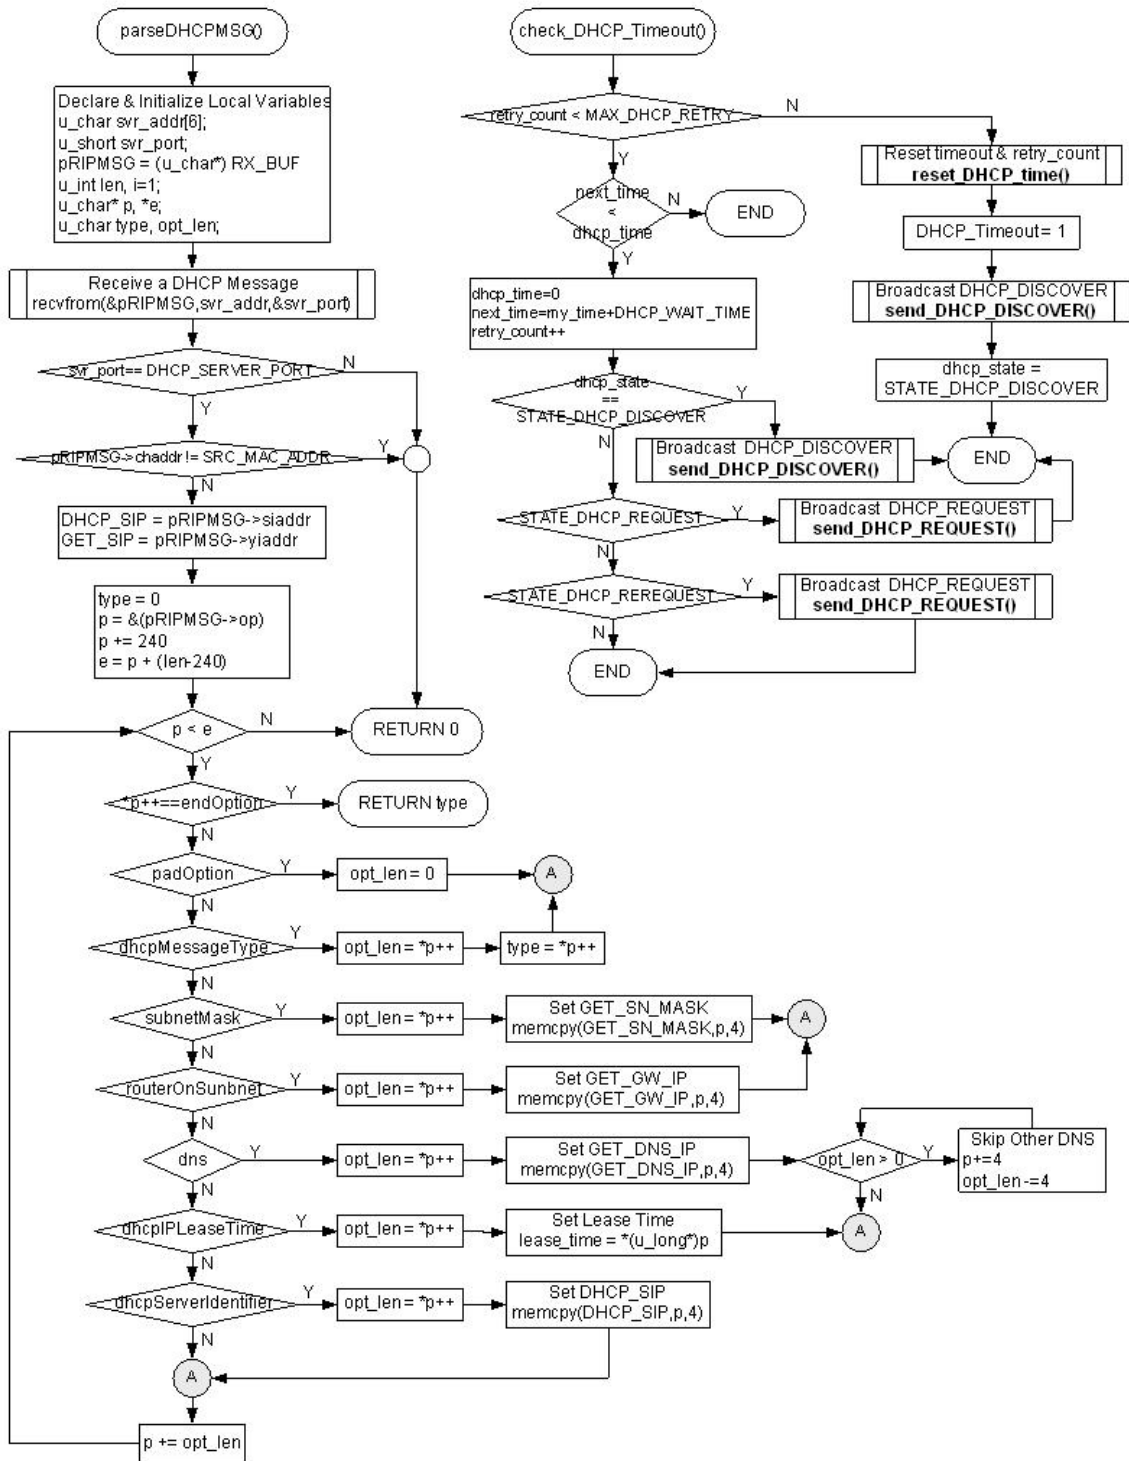 parseDHCPMSG()
Declare & Initialize Local Variables
u_char svr_addr[6];
u_short svr_port;
pRIPMSG = (u_char*) RX_BUF
u_int len, i=1;
u_char* p, *e;
u_char type, opt_len;
Receive a DHCP Message
recvfrom(&pRIPMSG,svr_addr,&svr_port)
svr_port== DHCP_SERVER_PORT
N
Y
pRIPMSG->chaddr != SRC_MAC_ADDR
Y
N
DHCP_SIP = pRIPMSG->siaddr
GET_SIP = pRIPMSG->yiaddr
type = 0
p = &(pRIPMSG->op)
p += 240
e = p + (len-240)
p < e
N
RETURN 0
Y
*p++==endOption
Y
RETURN type
N
padOption
Y
opt_len = 0
A
N
dhcpMessageType
Y
opt_len = *p++
type = *p++
N
subnetMask
Y
opt_len = *p++
Set GET_SN_MASK
memcpy(GET_SN_MASK,p,4)
A
N
routerOnSunbnet
Y
opt_len = *p++
Set GET_GW_IP
memcpy(GET_GW_IP,p,4)
N
dns
Y
opt_len = *p++
Set GET_DNS_IP
memcpy(GET_DNS_IP,p,4)
opt_len > 0
Y
Skip Other DNS
p+=4
opt_len -=4
N
N
dhcpIPLeaseTime
Y
opt_len = *p++
Set Lease Time
lease_time = *(u_long*)p
A
N
dhcpServerIdentifier
Y
opt_len = *p++
Set DHCP_SIP
memcpy(DHCP_SIP,p,4)
N
A
p += opt_len
check_DHCP_Timeout()
retry_count < MAX_DHCP_RETRY
N
Y
next_time
<
dhcp_time
N
END
Y
dhcp_time=0
next_time=my_time+DHCP_WAIT_TIME
retry_count++
dhcp_state
==
STATE_DHCP_DISCOVER
Y
Broadcast DHCP_DISCOVER
send_DHCP_DISCOVER()
N
STATE_DHCP_REQUEST
Y
Broadcast DHCP_REQUEST
send_DHCP_REQUEST()
N
STATE_DHCP_REREQUEST
Y
Broadcast DHCP_REQUEST
send_DHCP_REQUEST()
N
END
Reset timeout & retry_count
reset_DHCP_time()
DHCP_Timeout = 1
Broadcast DHCP_DISCOVER
send_DHCP_DISCOVER()
dhcp_state =
STATE_DHCP_DISCOVER
END